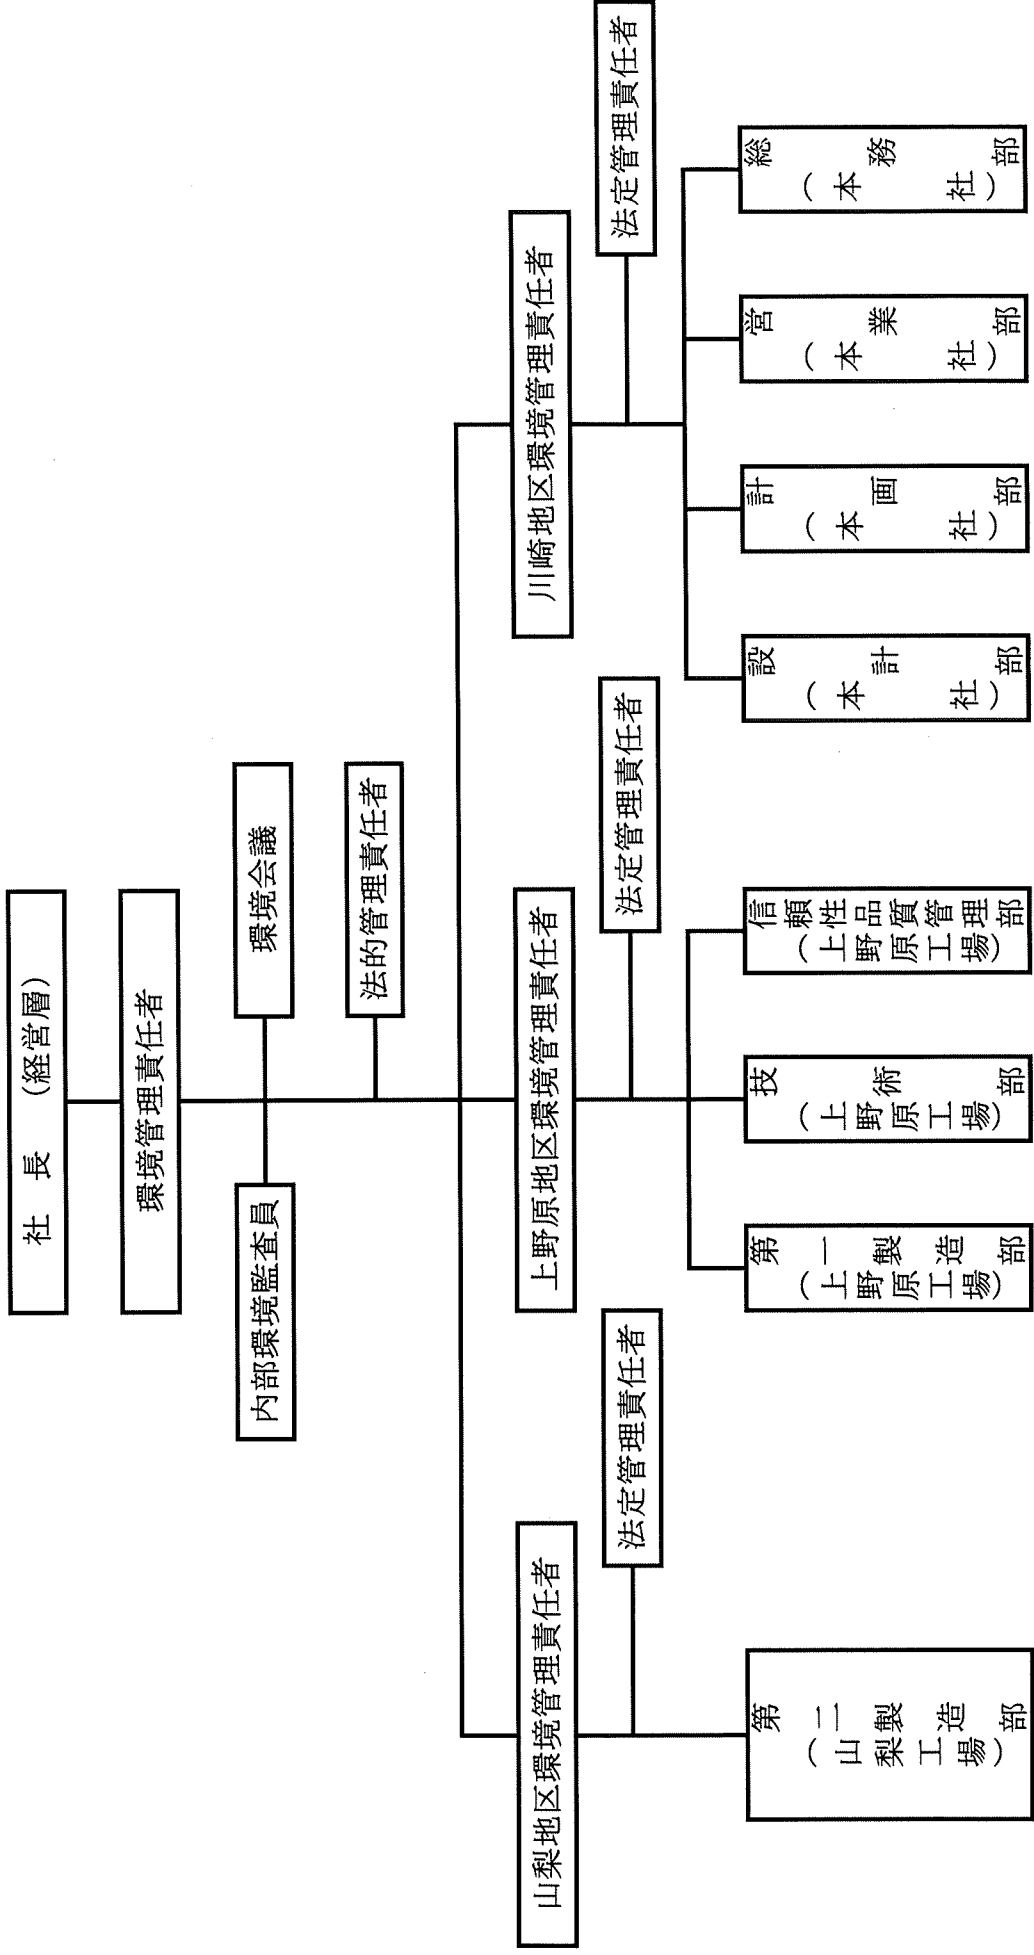 社　長　（経営層）
環境管理責任者
内部環境監査員
環境会議
法的管理責任者
山梨地区環境管理責任者
上野原地区環境管理責任者
川崎地区環境管理責任者
法定管理責任者
法定管理責任者
法定管理責任者
第二製造部
（山梨工場）
第一製造部
（上野原工場）
技術部
（上野原工場）
信頼性品質管理部
（上野原工場）
設計部
（本社）
計画部
（本社）
営業部
（本社）
総務部
（本社）